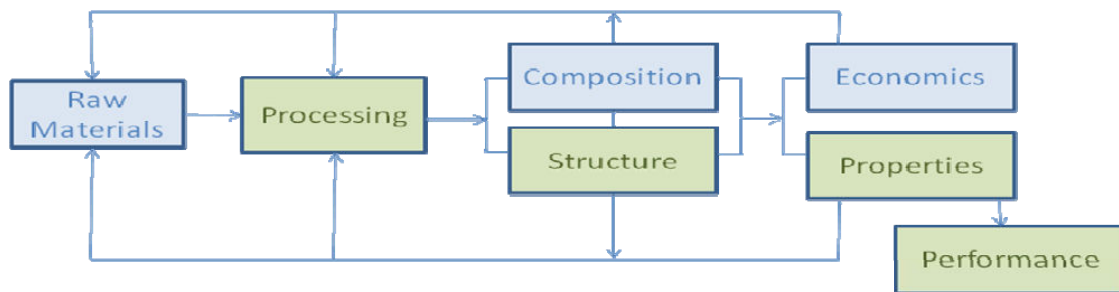 Raw
Materials
Processing
Composition
Structure
Economics
Properties
Performance